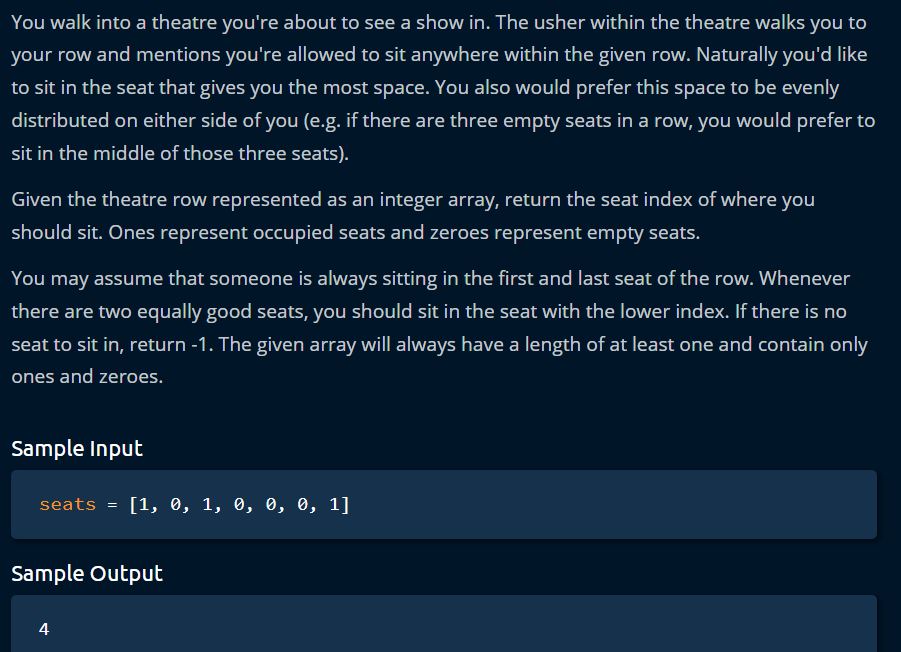 You walk into a theatre you're about to see a show in. The usher within the theatre walks you to
your row and mentions you're allowed to sit anywhere within the given row. Naturally you'd like
to sit in the seat that gives you the most space. You also would prefer this space to be evenly
distributed on either side of you (e.g. if there are three empty seats in a row, you would prefer to
sit in the middle of those three seats).
Given the theatre row represented as an integer array, return the seat index of where you
should sit. Ones represent occupied seats and zeroes represent empty seats.
You may assume that someone is always sitting in the first and last seat of the row. Whenever
there are two equally good seats, you should sit in the seat with the lower index. If there is no
seat to sit in, return -1. The given array will always have a length of at least one and contain only
ones and zeroes.
Sample Input
seats = [1, 0, 1, 0, 0, 0, 1]
Sample Output
4